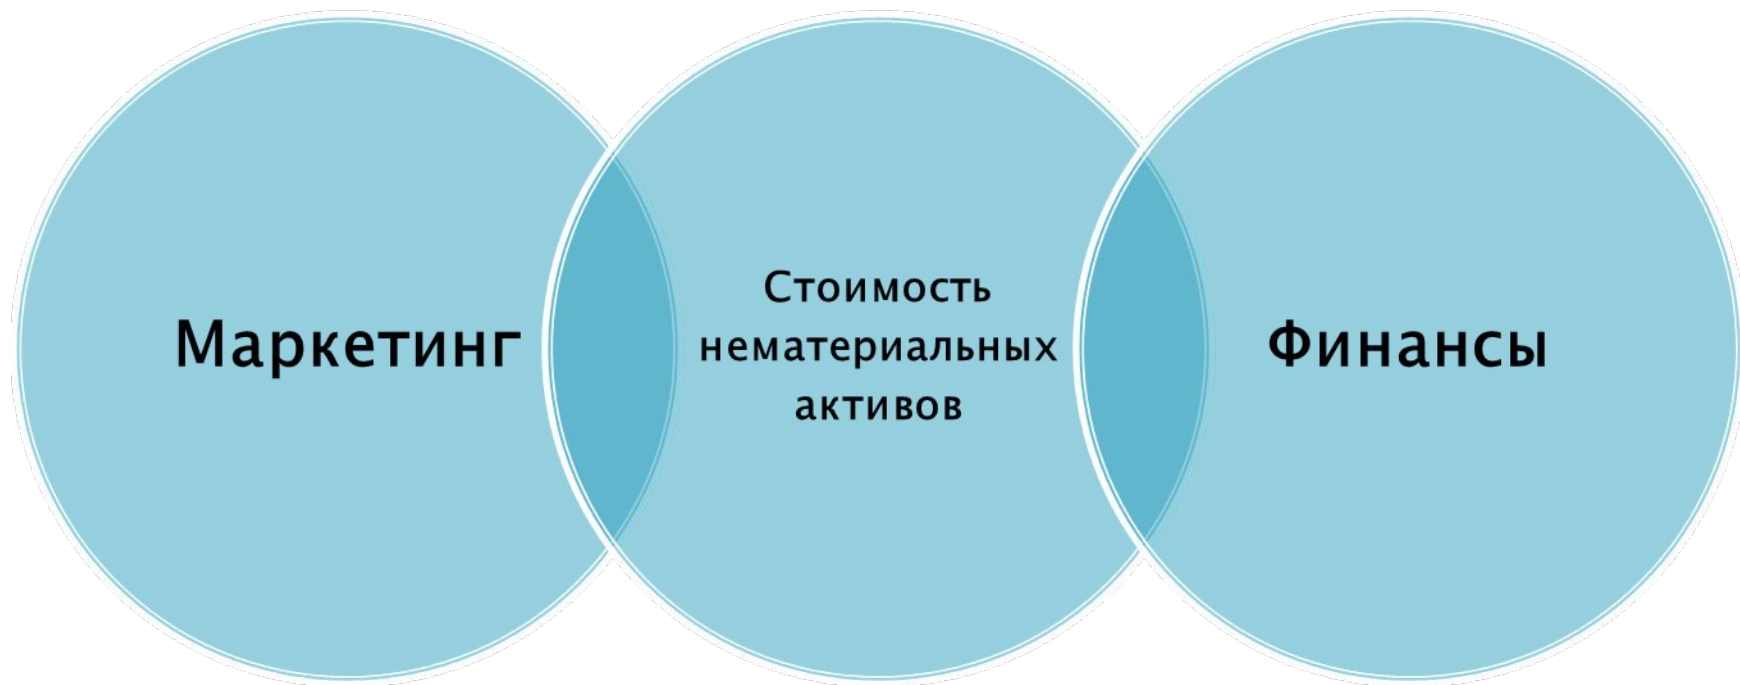 Маркетинг
Стоимость
нематериальных
активов
Финансы